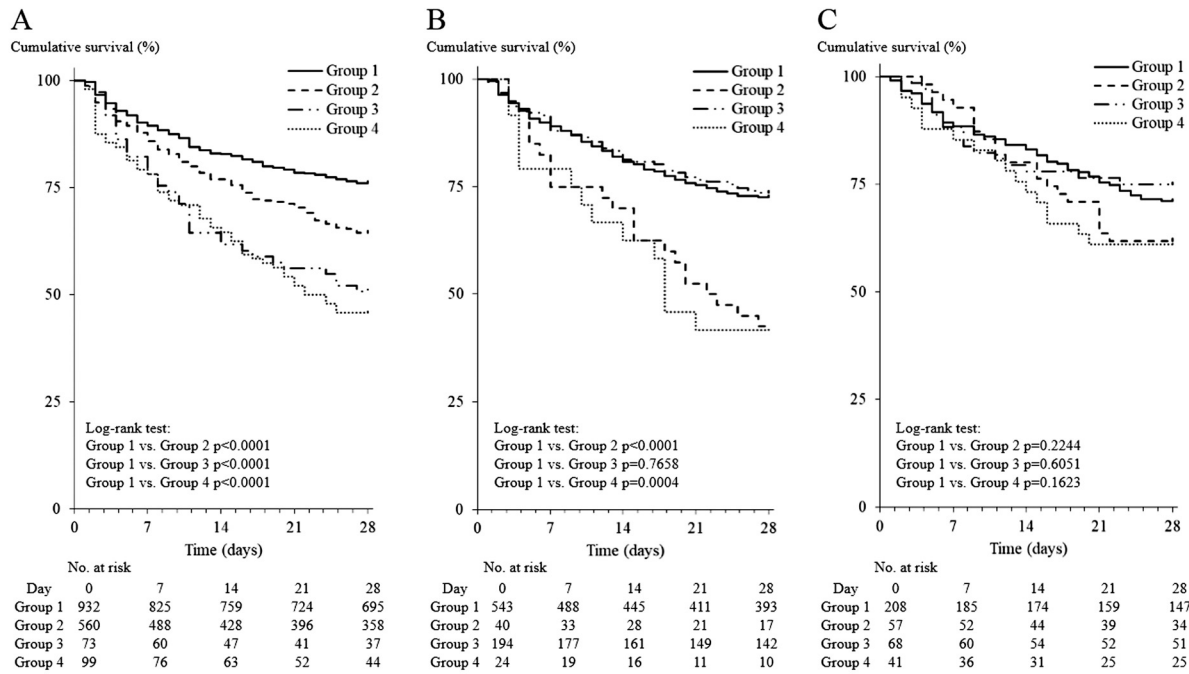 A
Cumulative survival (%)
Group 1
Group 2
Group 3
Group 4
100
75
50
25
0
Log-rank test:
Group 1 vs. Group 2 p<0.0001
Group 1 vs. Group 3 p<0.0001
Group 1 vs. Group 4 p<0.0001
0 7 14 21 28
Time (days)
No. at risk
Day 0 7 14 21 28
Group 1 932 825 759 724 695
Group 2 560 488 428 396 358
Group 3 73 60 47 41 37
Group 4 99 76 63 52 44
B
Cumulative survival (%)
Group 1
Group 2
Group 3
Group 4
100
75
50
25
0
Log-rank test:
Group 1 vs. Group 2 p<0.0001
Group 1 vs. Group 3 p=0.7658
Group 1 vs. Group 4 p=0.0004
0 7 14 21 28
Time (days)
No. at risk
Day 0 7 14 21 28
Group 1 543 488 445 411 393
Group 2 40 33 28 21 17
Group 3 194 177 161 149 142
Group 4 24 19 16 11 10
C
Cumulative survival (%)
Group 1
Group 2
Group 3
Group 4
100
75
50
25
0
Log-rank test:
Group 1 vs. Group 2 p=0.2244
Group 1 vs. Group 3 p=0.6051
Group 1 vs. Group 4 p=0.1623
0 7 14 21 28
Time (days)
No. at risk
Day 0 7 14 21 28
Group 1 208 185 174 159 147
Group 2 57 52 44 39 34
Group 3 68 60 54 52 51
Group 4 41 36 31 25 25